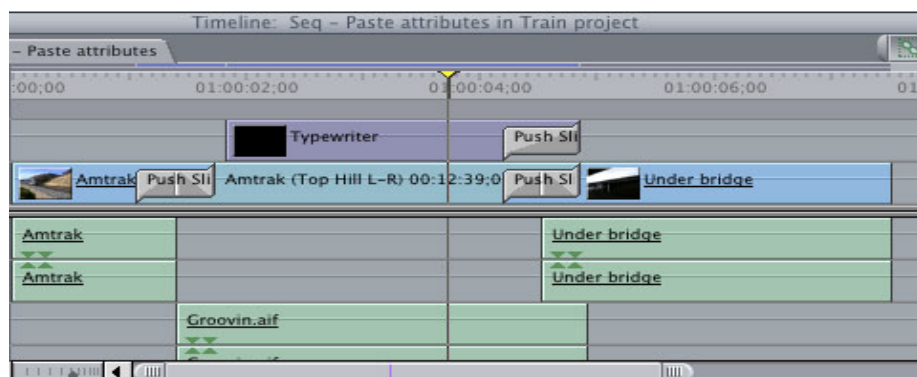 Timeline: Seq – Paste attributes in Train project
– Paste attributes
:00;00 01:00:02;00 01:00:04;00 01:00:06;00 01
Typewriter Push Sli
Amtrak Push Sli Amtrak (Top Hill L-R) 00:12:39;0 Push Sl Under bridge
Amtrak Under bridge
Amtrak Under bridge
Groovin.aif